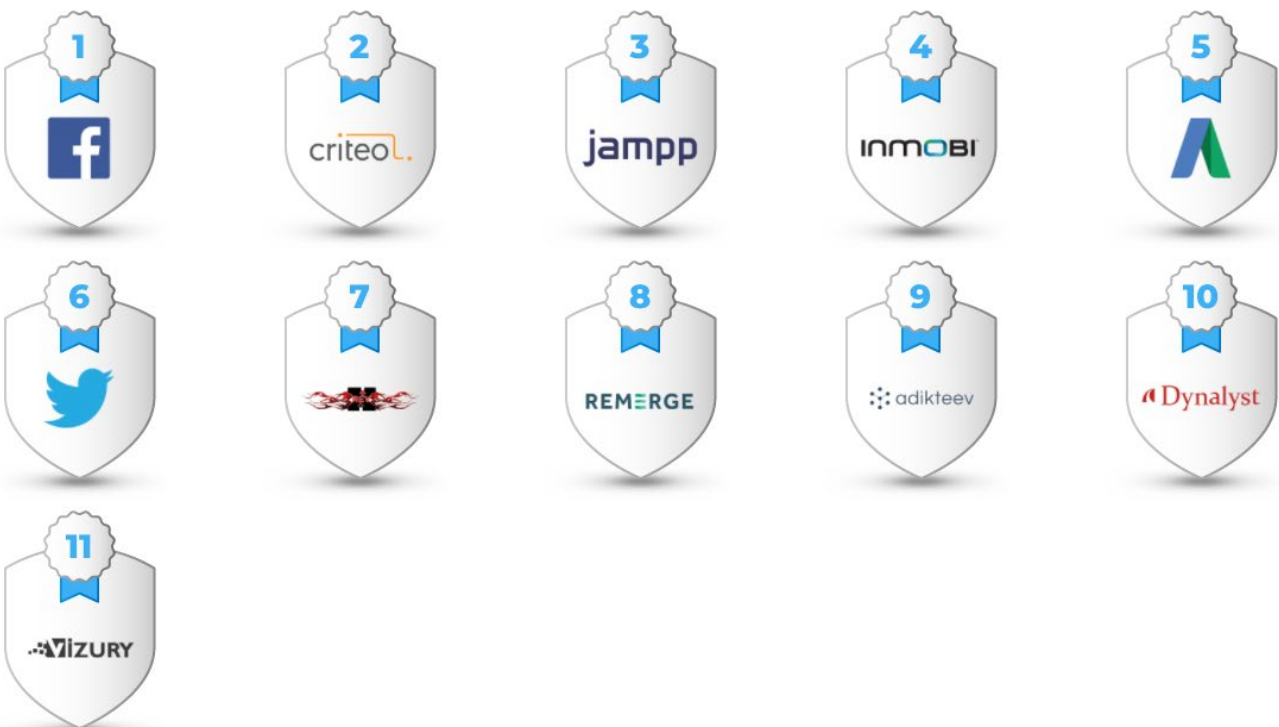 1
2
3
4
5
criteo
jampp
INMOBI
6
7
8
9
10
REMERGE
adikteev
Dynalyst
11
VIZURY